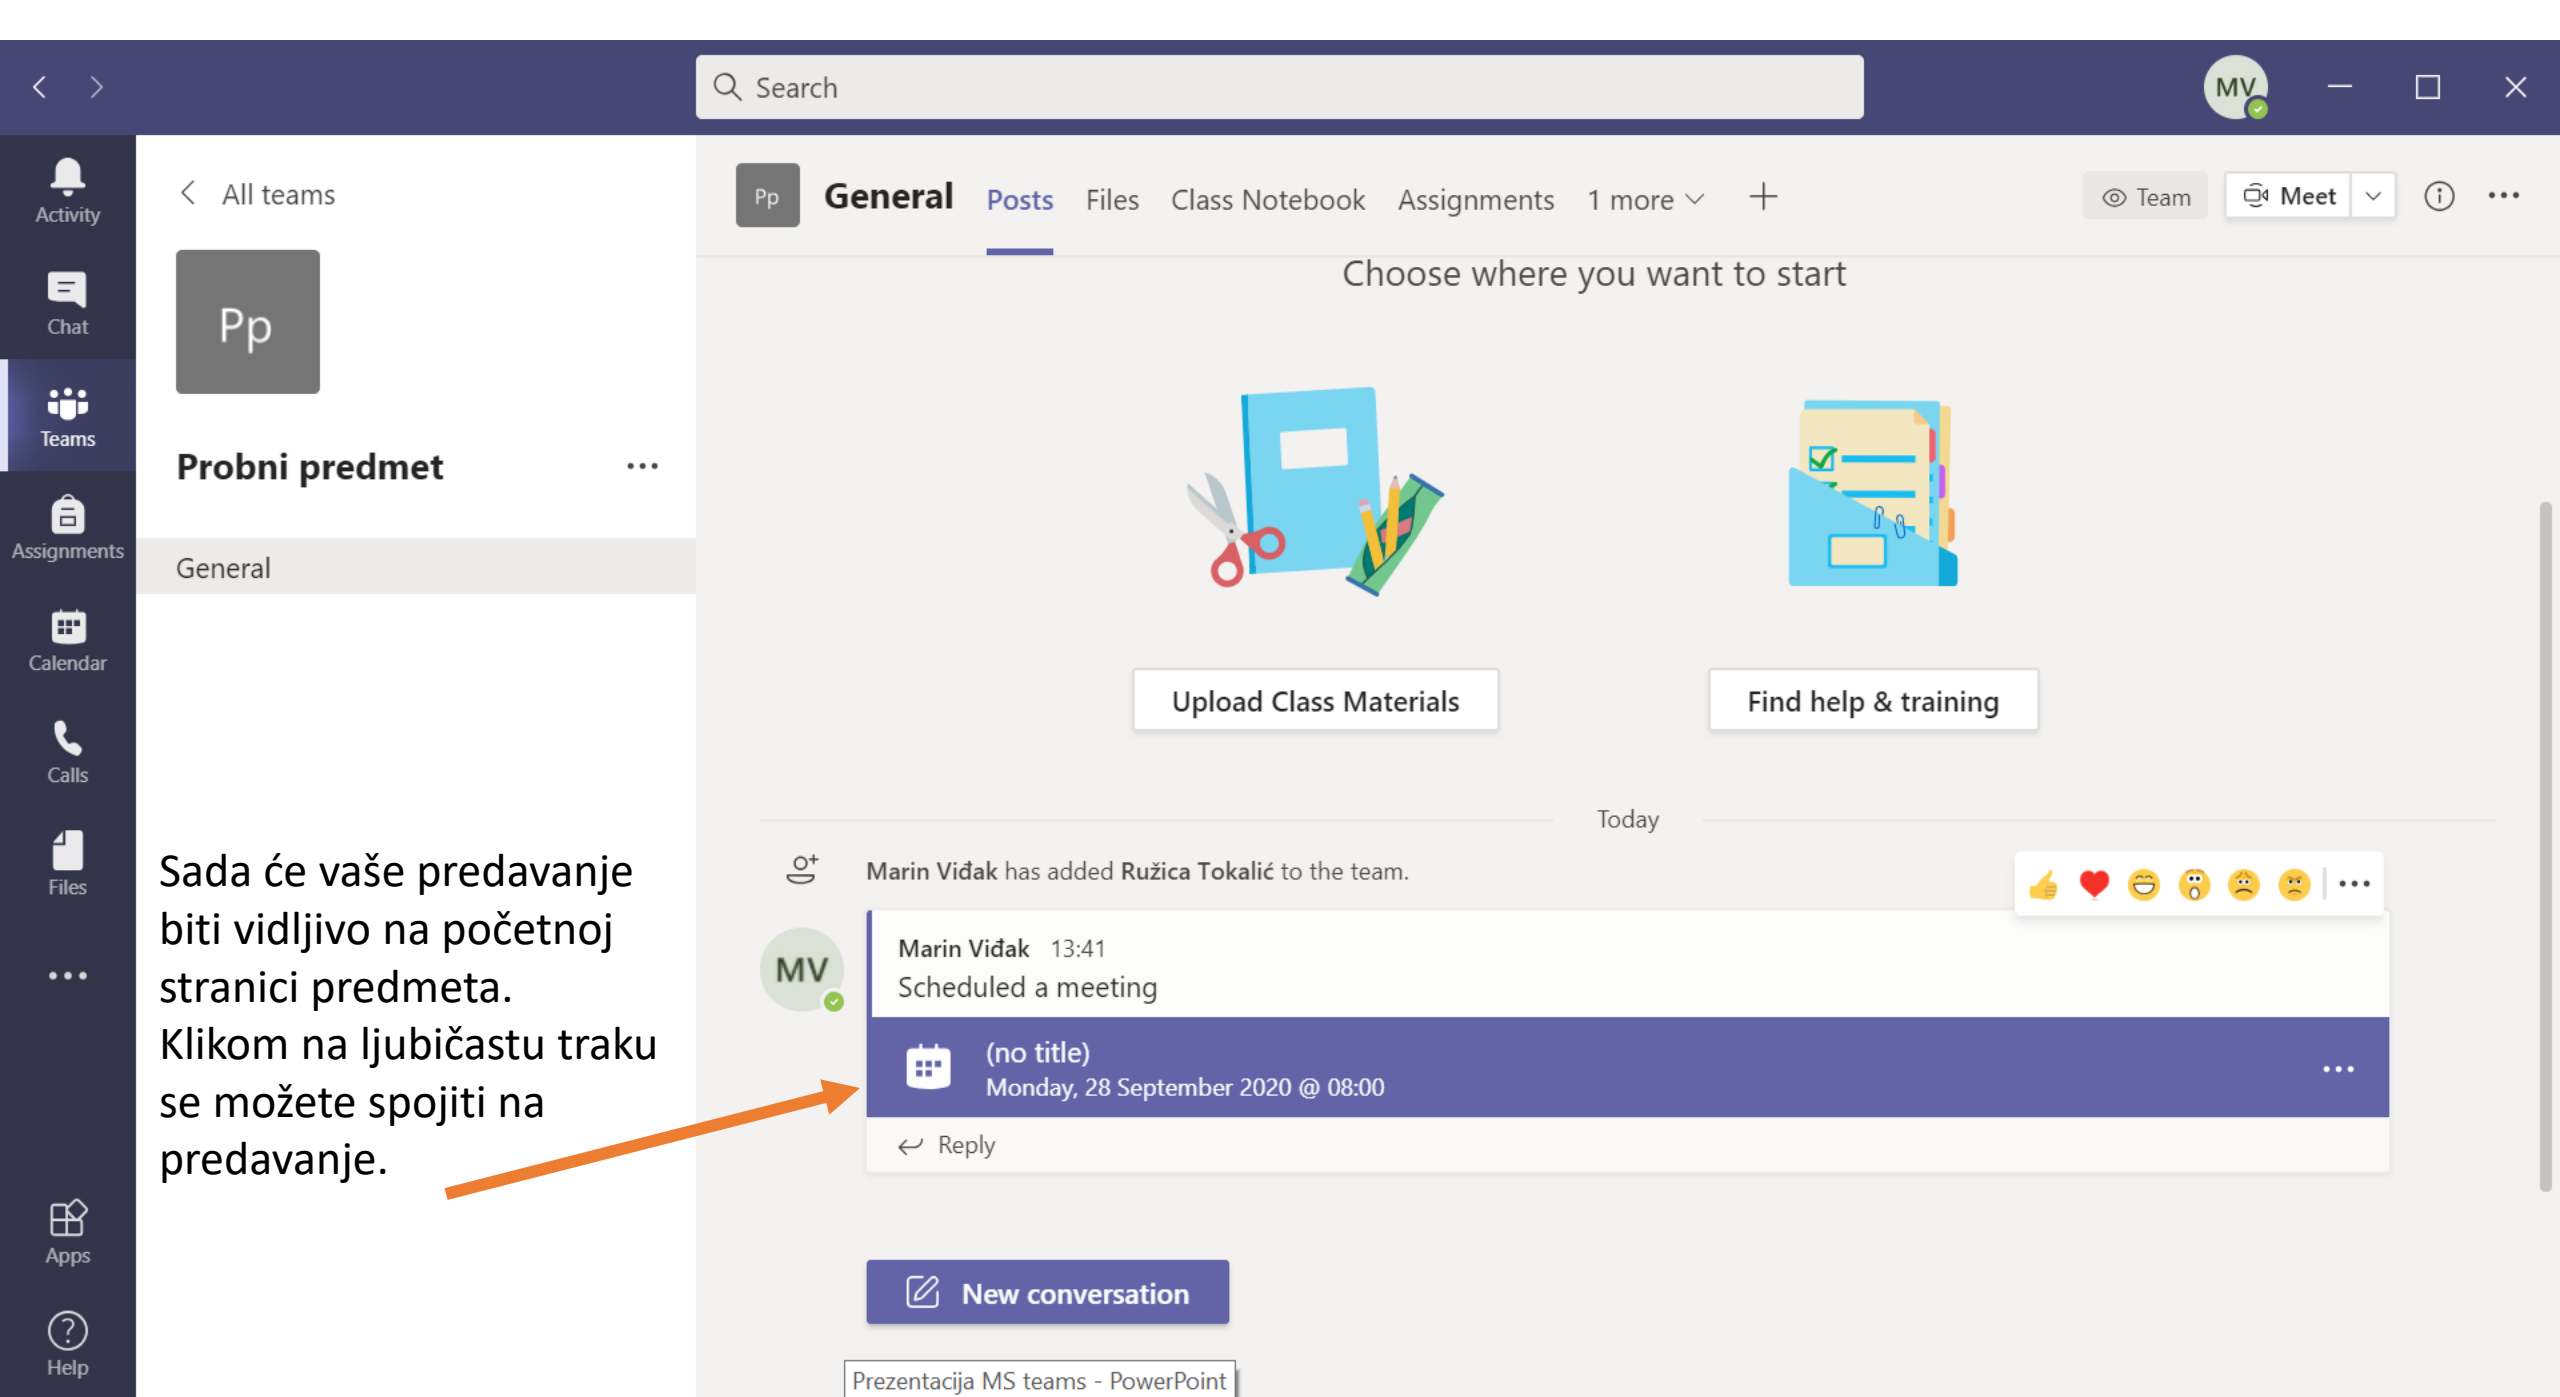 Search
MV
Activity
Chat
Teams
Assignments
Calendar
Calls
Files
Apps
Help
All teams
Pp
Probni predmet
General
Sada će vaše predavanje
biti vidljivo na početnoj
stranici predmeta.
Klikom na ljubičastu traku
se možete spojiti na
predavanje.
Pp General Posts Files Class Notebook Assignments 1 more Team Meet
Choose where you want to start
Upload Class Materials
Find help & training
Today
Marin Viđak has added Ružica Tokalić to the team.
MV
Marin Viđak 13:41
Scheduled a meeting
(no title)
Monday, 28 September 2020 @ 08:00
Reply
New conversation
Prezentacija MS teams - PowerPoint